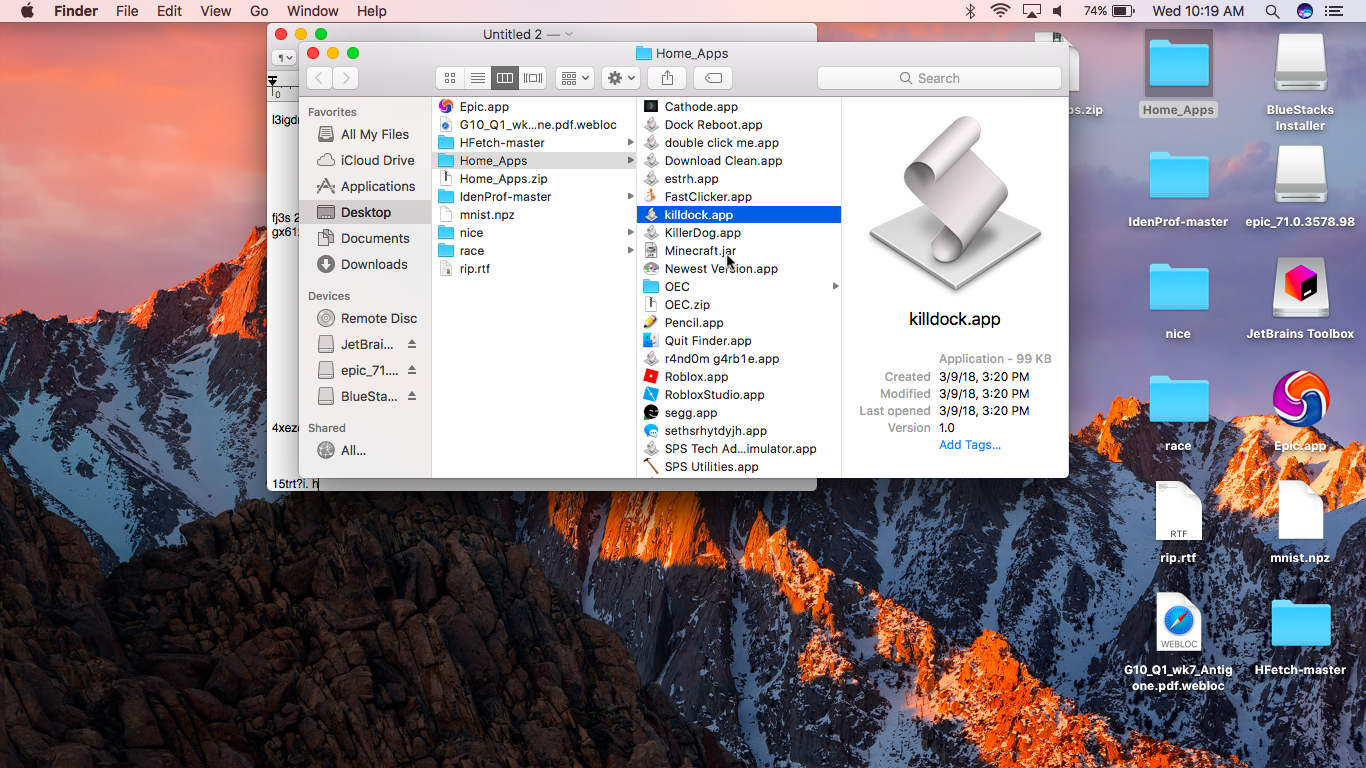 Finder File Edit View Go Window Help 74% Wed 10:19 AM
Untitled 2 —
Home_Apps
Search
0
Favorites
All My Files
iCloud Drive
Applications
Desktop
Documents
Downloads
Devices
Remote Disc
JetBrai...
epic_71....
BlueSta...
Shared
All...
Epic.app
G10_Q1_wk...ne.pdf.webloc
HFetch-master
Home_Apps
Home_Apps.zip
IdenProf-master
mnist.npz
nice
race
rip.rtf
Cathode.app
Dock Reboot.app
double click me.app
Download Clean.app
estrh.app
FastClicker.app
killdock.app
KillerDog.app
Minecraft.jar
Newest Version.app
OEC
OEC.zip
Pencil.app
Quit Finder.app
r4nd0m g4rb1e.app
Roblox.app
RobloxStudio.app
segg.app
sethsrhytdyjh.app
SPS Tech Ad...imulator.app
SPS Utilities.app
killdock.app
Application - 99 KB
Created 3/9/18, 3:20 PM
Modified 3/9/18, 3:20 PM
Last opened 3/9/18, 3:20 PM
Version 1.0
Add Tags...
fj3s
4xez
15trt?i. h
ps.zip
Home_Apps
BlueStacks
Installer
IdenProf-master
epic_71.0.3578.98
nice
JetBrains Toolbox
race
Epic.app
RTF
rip.rtf
mnist.npz
WEBLOC
G10_Q1_wk7_Antig
one.pdf.webloc
HFetch-master